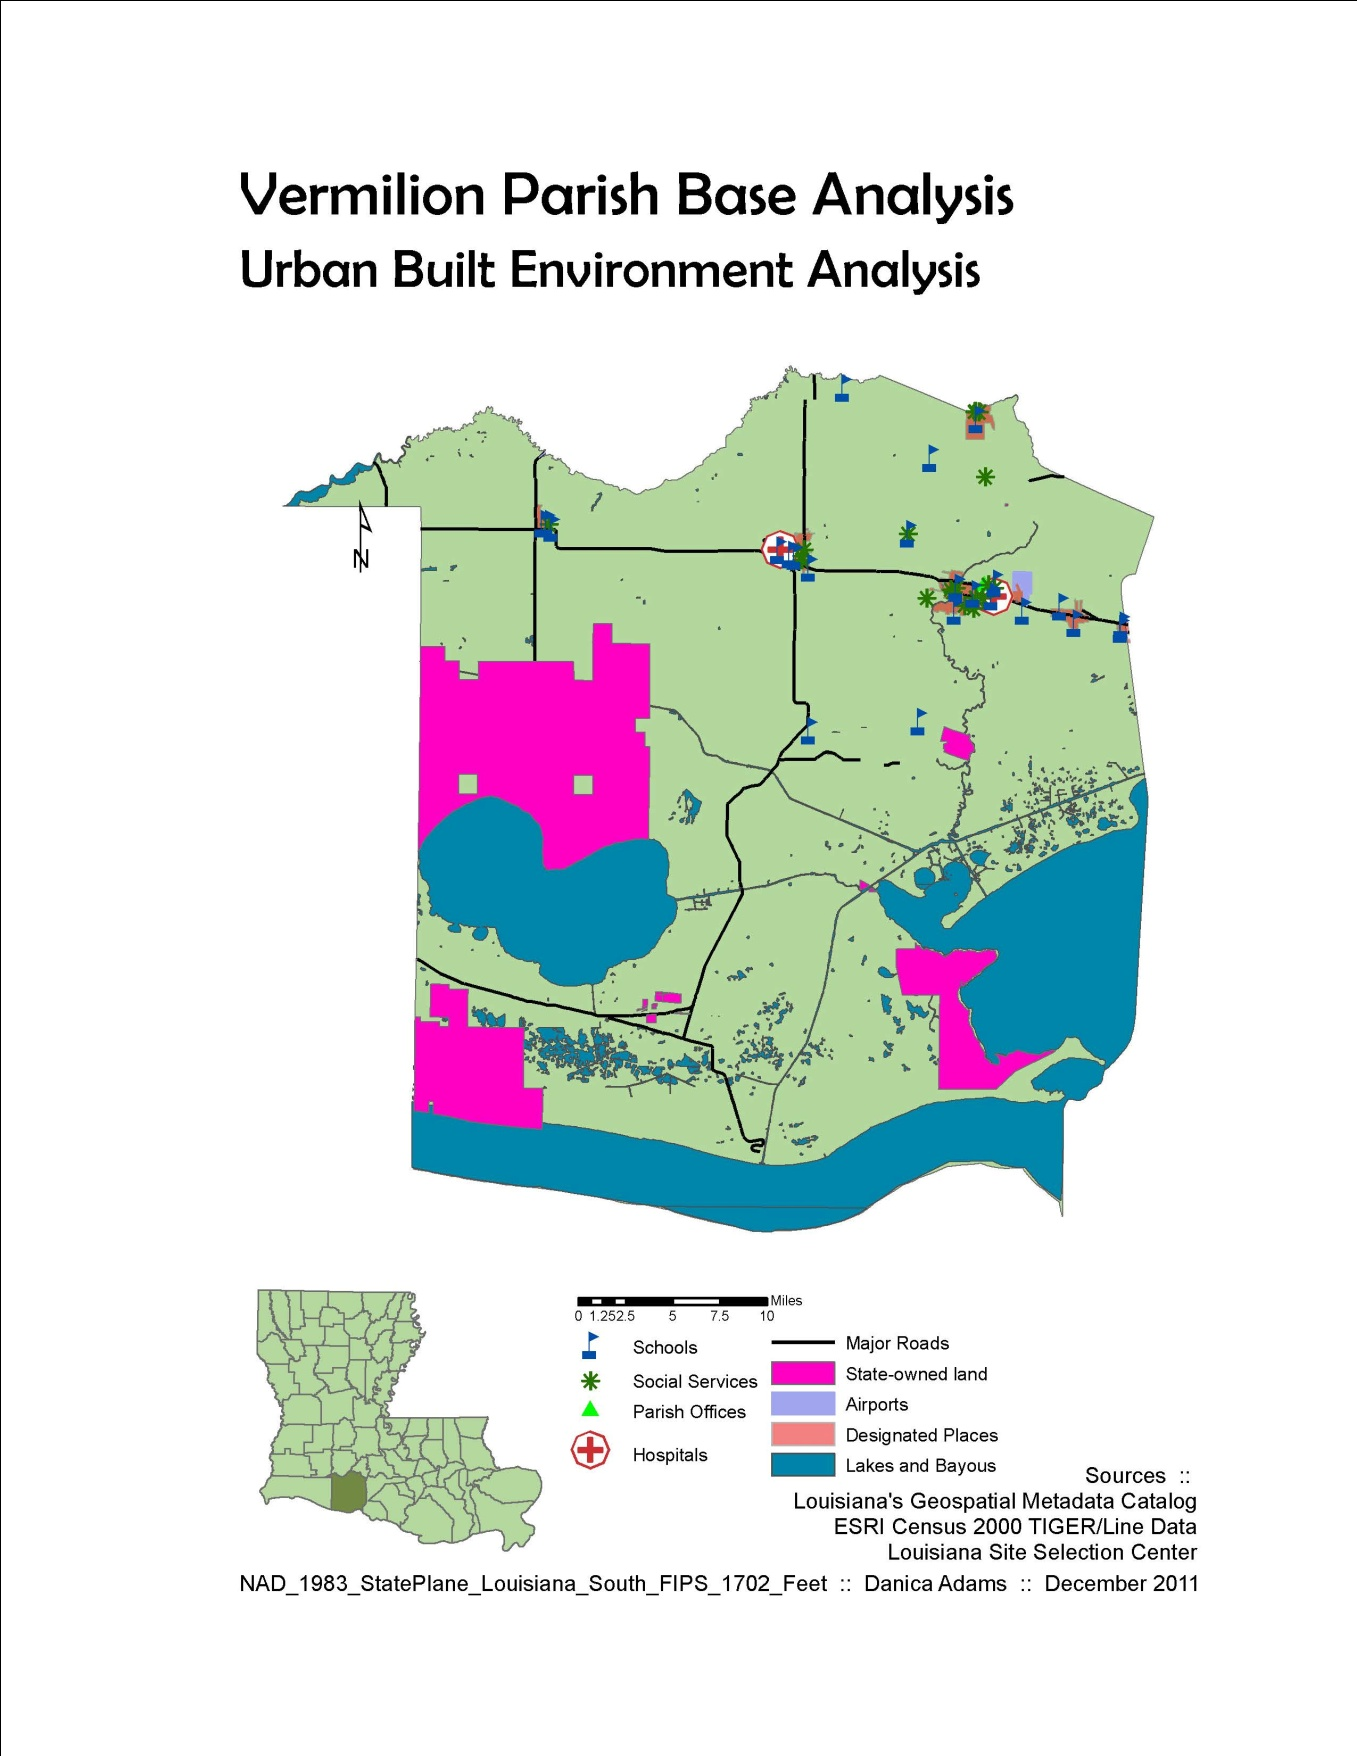 Vermilion Parish Base Analysis
Urban Built Environment Analysis
N
Miles
0 1.252.5 5 7.5 10
Schools
Social Services
Parish Offices
Hospitals
Major Roads
State-owned land
Airports
Designated Places
Lakes and Bayous
Sources ::
Louisiana's Geospatial Metadata Catalog
ESRI Census 2000 TIGER/Line Data
Louisiana Site Selection Center
NAD_1983_StatePlane_Louisiana_South_FIPS_1702_Feet :: Danica Adams :: December 2011